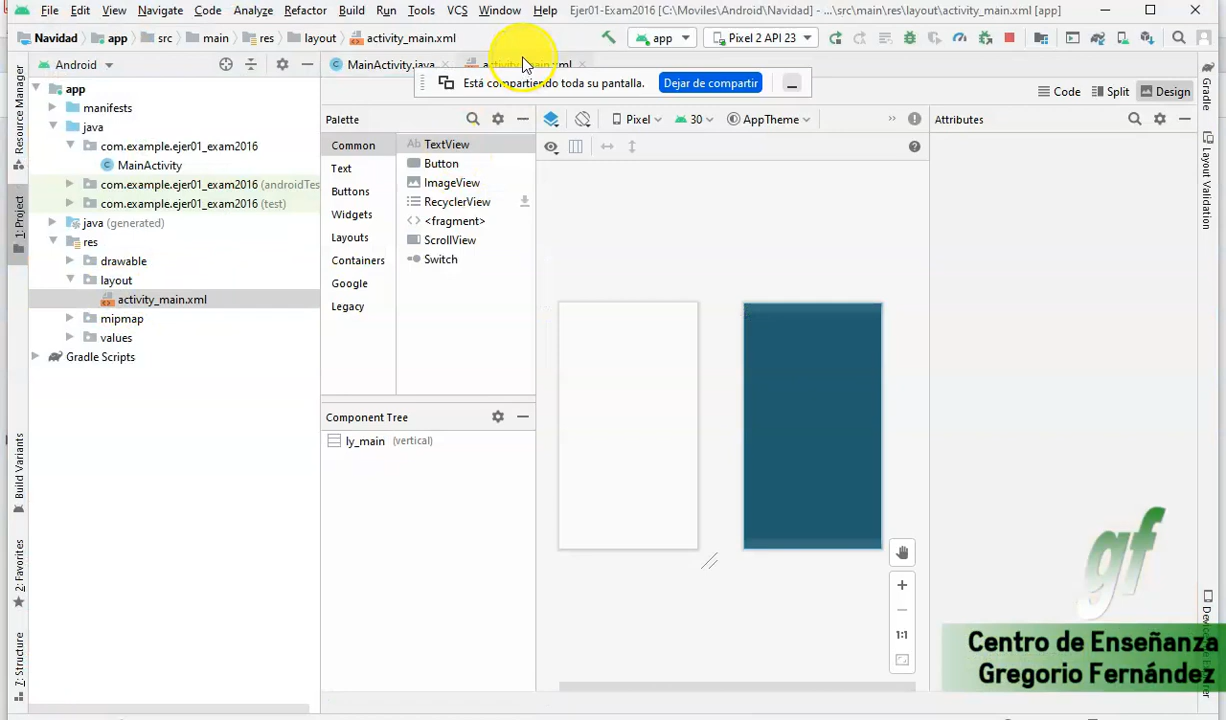 File Edit View Navigate Code Analyze Refactor Build Run Tools VCS Window Help Ejer01-Exam2016 [C:\Moviles\Android\Navidad] - ...\src\main\res\layout\activity_main.xml [app]
Navidad app src main res layout activity_main.xml app Pixel 2 API 23
Android MainActivity.java activity_main.xml
Está compartiendo toda su pantalla. Dejar de compartir
Code Split Design
app
manifests
java
com.example.ejer01_exam2016
MainActivity
com.example.ejer01_exam2016 (androidTes
com.example.ejer01_exam2016 (test)
java (generated)
res
drawable
layout
activity_main.xml
mipmap
values
Gradle Scripts
Resource Manager
1: Project
Build Variants
2: Favorites
7: Structure
Palette
Common
Text
Buttons
Widgets
Layouts
Containers
Google
Legacy
Ab TextView
Button
ImageView
RecyclerView
<fragment>
ScrollView
Switch
Component Tree
ly_main (vertical)
Pixel 30 AppTheme
1:1
Attributes
Gradle
Layout Validation
gf
Centro de Enseñanza
Gregorio Fernández